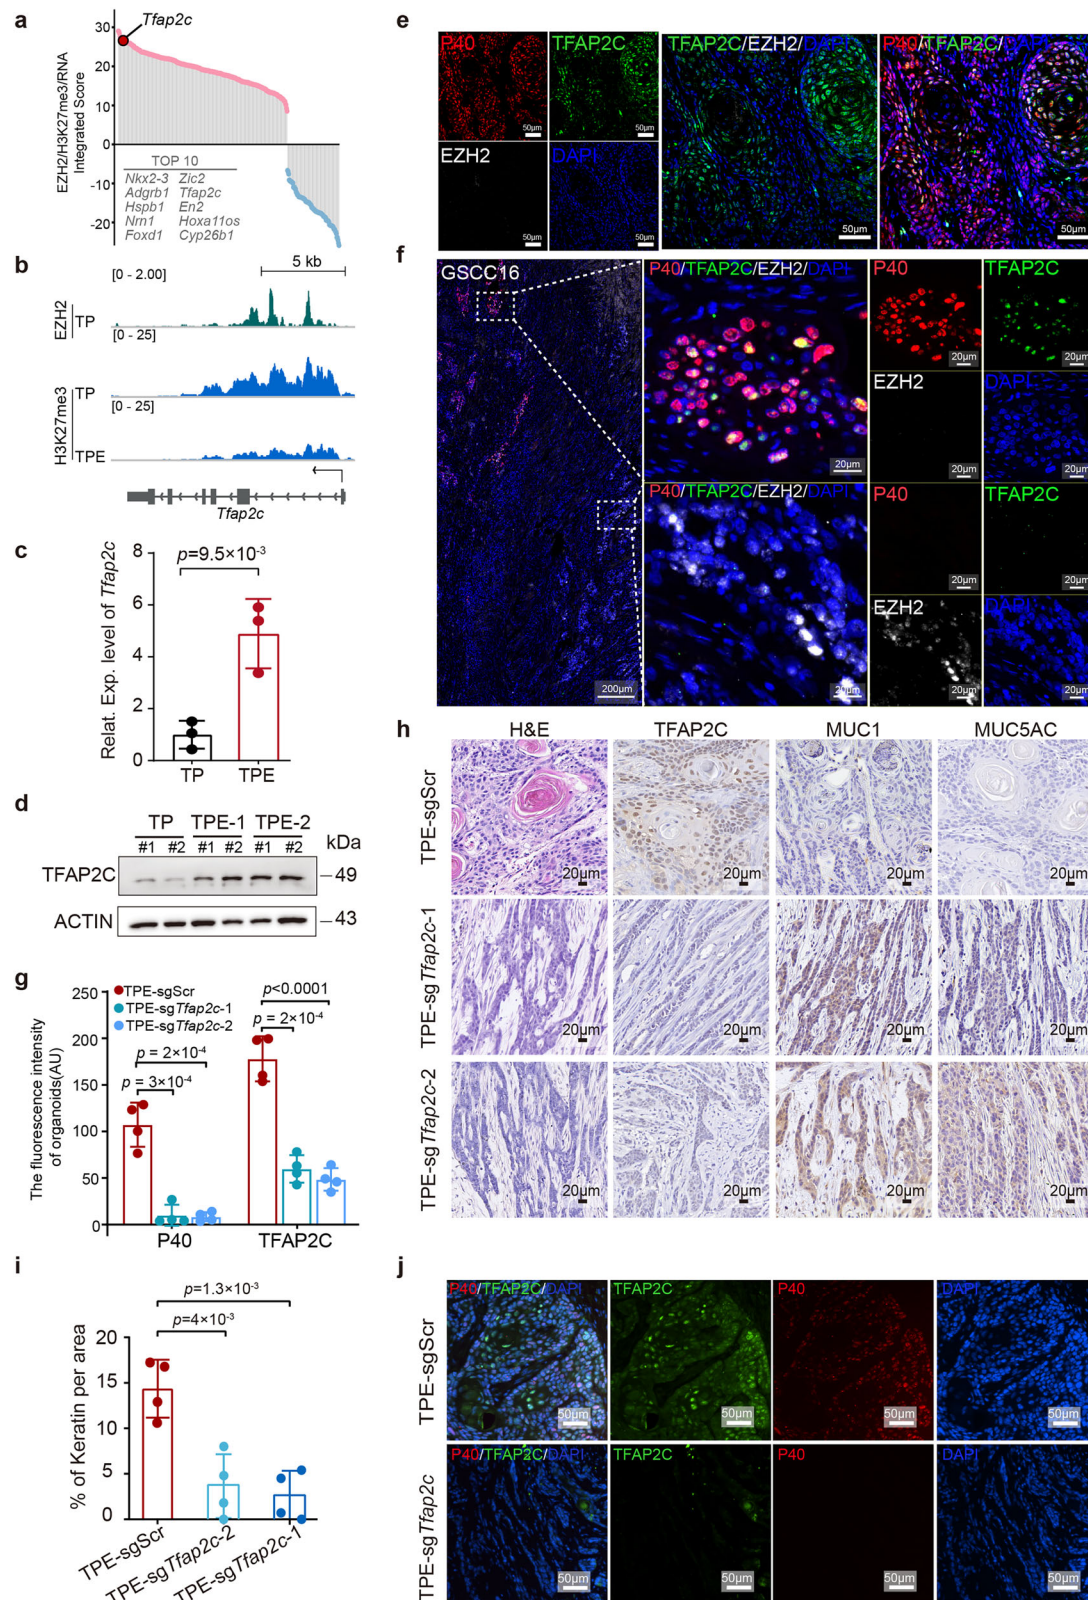 a
Tfap2c
EZH2/H3K27me3/RNA
Integrated Score
30
20
10
0
-10
-20
TOP 10
Nkx2-3 Zic2
Adgrb1 Tfap2c
Hspb1 En2
Nrn1 Hoxa11os
Foxd1 Cyp26b1
b
5 kb
[0 - 2.00]
EZH2
TP
[0 - 25]
H3K27me3
TP
[0 - 25]
TPE
Tfap2c
c
Relat. Exp. level of Tfap2c
p=9.5×10-3
8
6
4
2
0
TP TPE
d
TP TPE-1 TPE-2 kDa
#1 #2 #1 #2 #1 #2
TFAP2C 49
ACTIN 43
e
P40 TFAP2C TFAP2C/EZH2/DAPI P40/TFAP2C/DAPI
50μm 50μm
EZH2 DAPI
50μm 50μm 50μm 50μm
f
GSCC16 P40/TFAP2C/EZH2/DAPI P40 TFAP2C
20μm 20μm 20μm
EZH2 DAPI
20μm 20μm
P40/TFAP2C/EZH2/DAPI P40 TFAP2C
20μm 20μm
EZH2 DAPI
200μm 20μm 20μm 20μm
g
The fluorescence intensity
of organoids(AU)
TPE-sgScr
TPE-sgTfap2c-1
TPE-sgTfap2c-2
250
200
150
100
50
0
p<0.0001
p = 2×10-4
p = 2×10-4
p = 3×10-4
P40 TFAP2C
h
H&E TFAP2C MUC1 MUC5AC
TPE-sgScr
20μm 20μm 20μm 20μm
TPE-sgTfap2c-1
20μm 20μm 20μm 20μm
TPE-sgTfap2c-2
20μm 20μm 20μm 20μm
i
% of Keratin per area
p=1.3×10-3
p=4×10-3
20
15
10
5
0
TPE-sgScr
TPE-sgTfap2c-2
TPE-sgTfap2c-1
j
TPE-sgScr
P40/TFAP2C/DAPI TFAP2C P40 DAPI
50μm 50μm 50μm 50μm
TPE-sgTfap2c
P40/TFAP2C/DAPI TFAP2C P40 DAPI
50μm 50μm 50μm 50μm